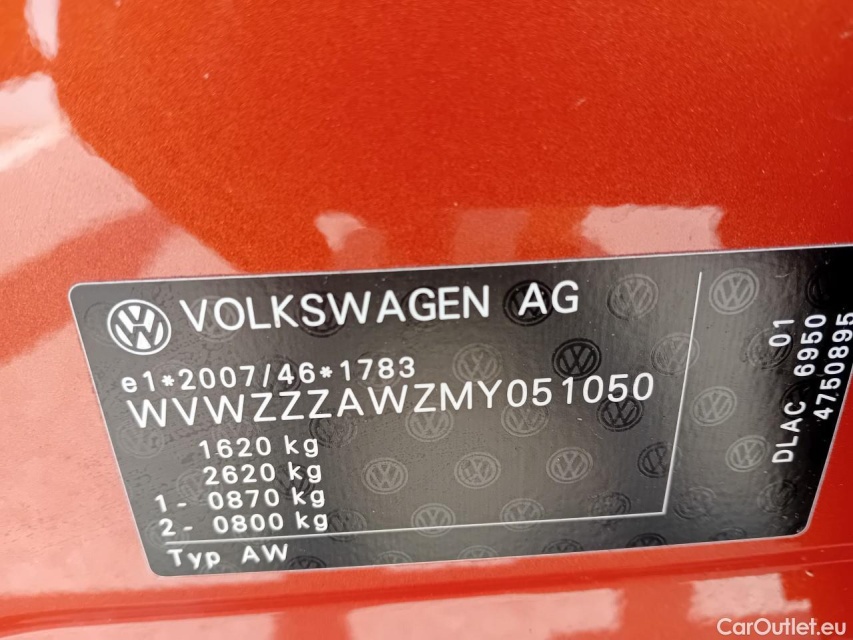 VOLKSWAGEN AG
e1*2007/46*1783
WVWZZZAWZMY051050
1620 kg
2620 kg
1- 0870 kg
2- 0800 kg
Typ AW
01
DLAC 6950
4750895
CarOutlet.eu